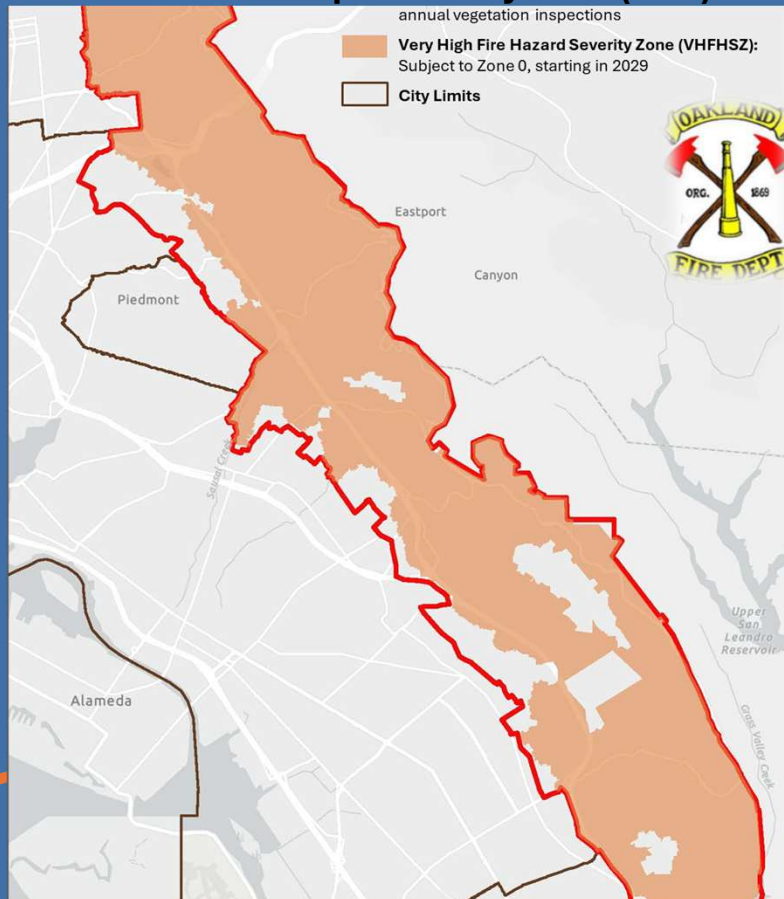 annual vegetation inspections
Very High Fire Hazard Severity Zone (VHFHSZ):
Subject to Zone 0, starting in 2029
City Limits
OAKLAND
ORG. 1869
FIRE DEPT
Eastport
Canyon
Piedmont
Sausal Creek
Upper
San
Leandro
Reservoir
Alameda
Grass Valley Creek